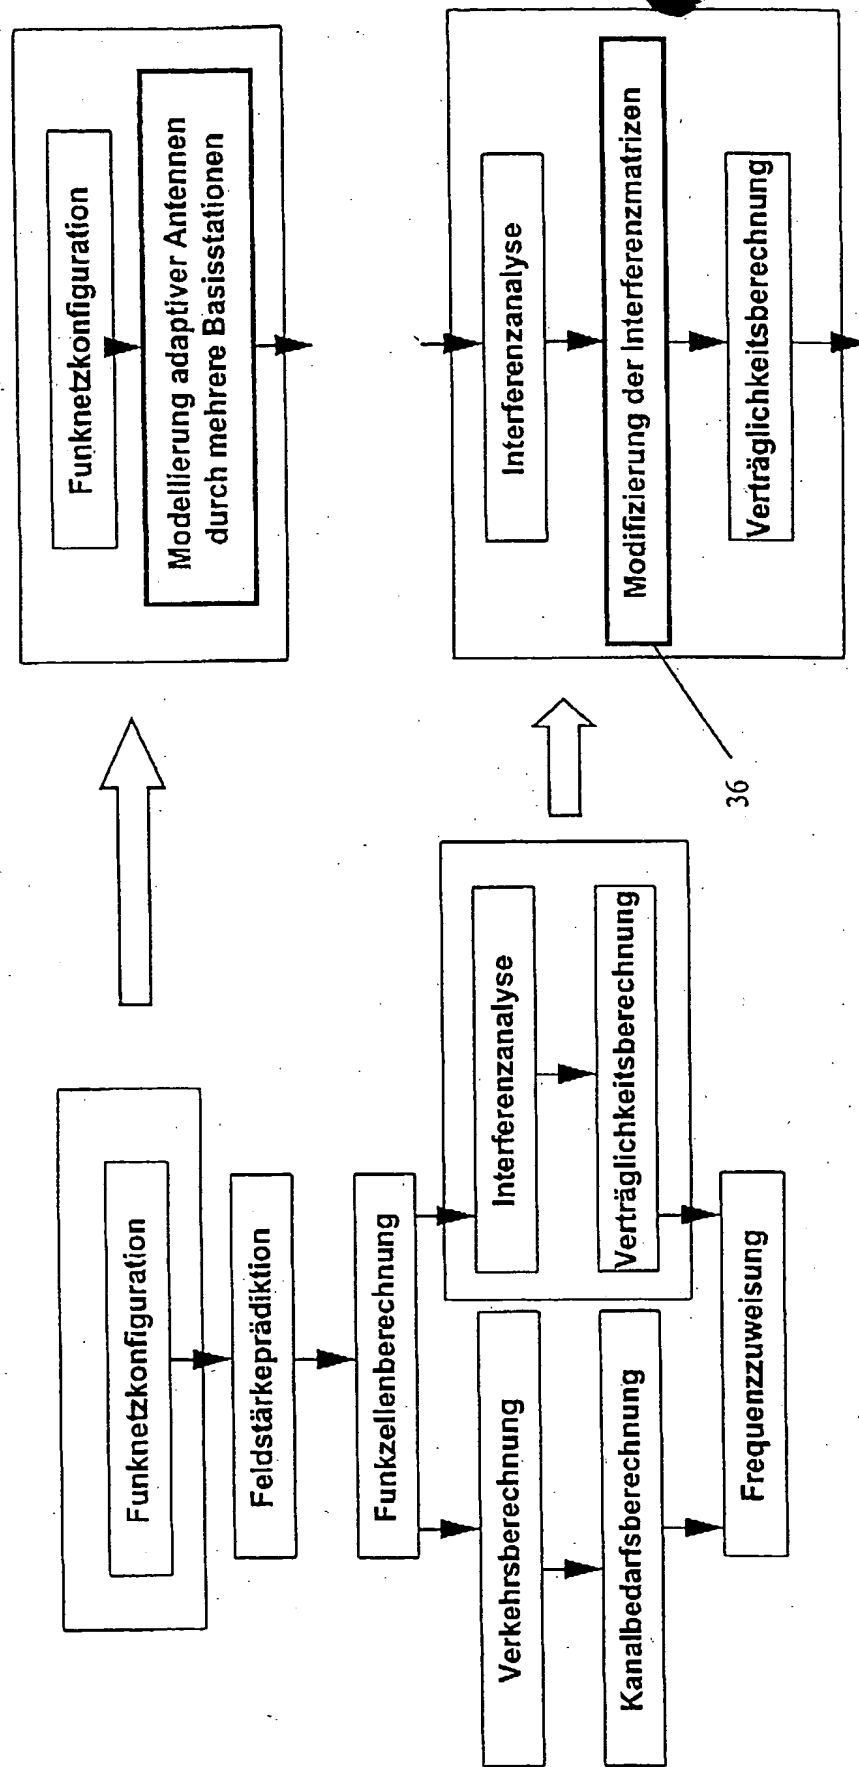 Funknetzkonfiguration
Feldstärkeprädiktion
Funkzellenberechnung
Verkehrsberechnung
Kanalbedarfsberechnung
Interferenzanalyse
Verträglichkeitsberechnung
Frequenzzuweisung
Funknetzkonfiguration
Modellierung adaptiver Antennen
durch mehrere Basisstationen
Interferenzanalyse
Modifizierung der Interferenzmatrizen
Verträglichkeitsberechnung
36